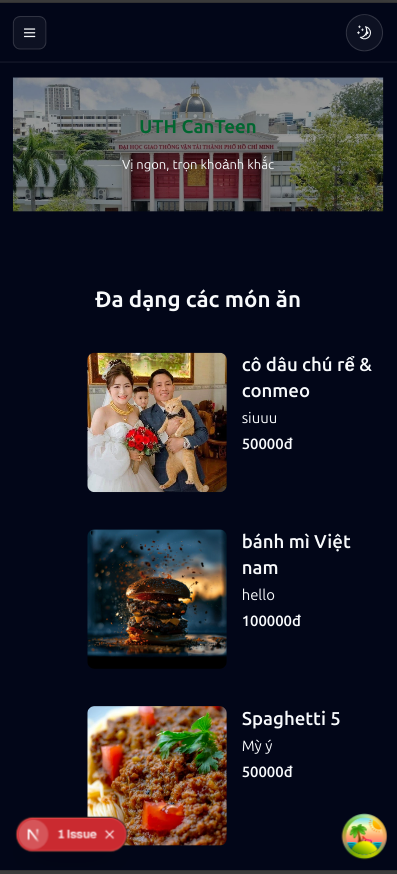 UTH CanTeen
ĐẠI HỌC GIAO THÔNG VẬN TẢI THÀNH PHỐ HỒ CHÍ MINH
Vị ngon, trọn khoảnh khắc
Đa dạng các món ăn
cô dâu chú rể &
conmeo
siuuu
50000đ
bánh mì Việt
nam
hello
100000đ
Spaghetti 5
Mỳ ý
50000đ
N 1 Issue